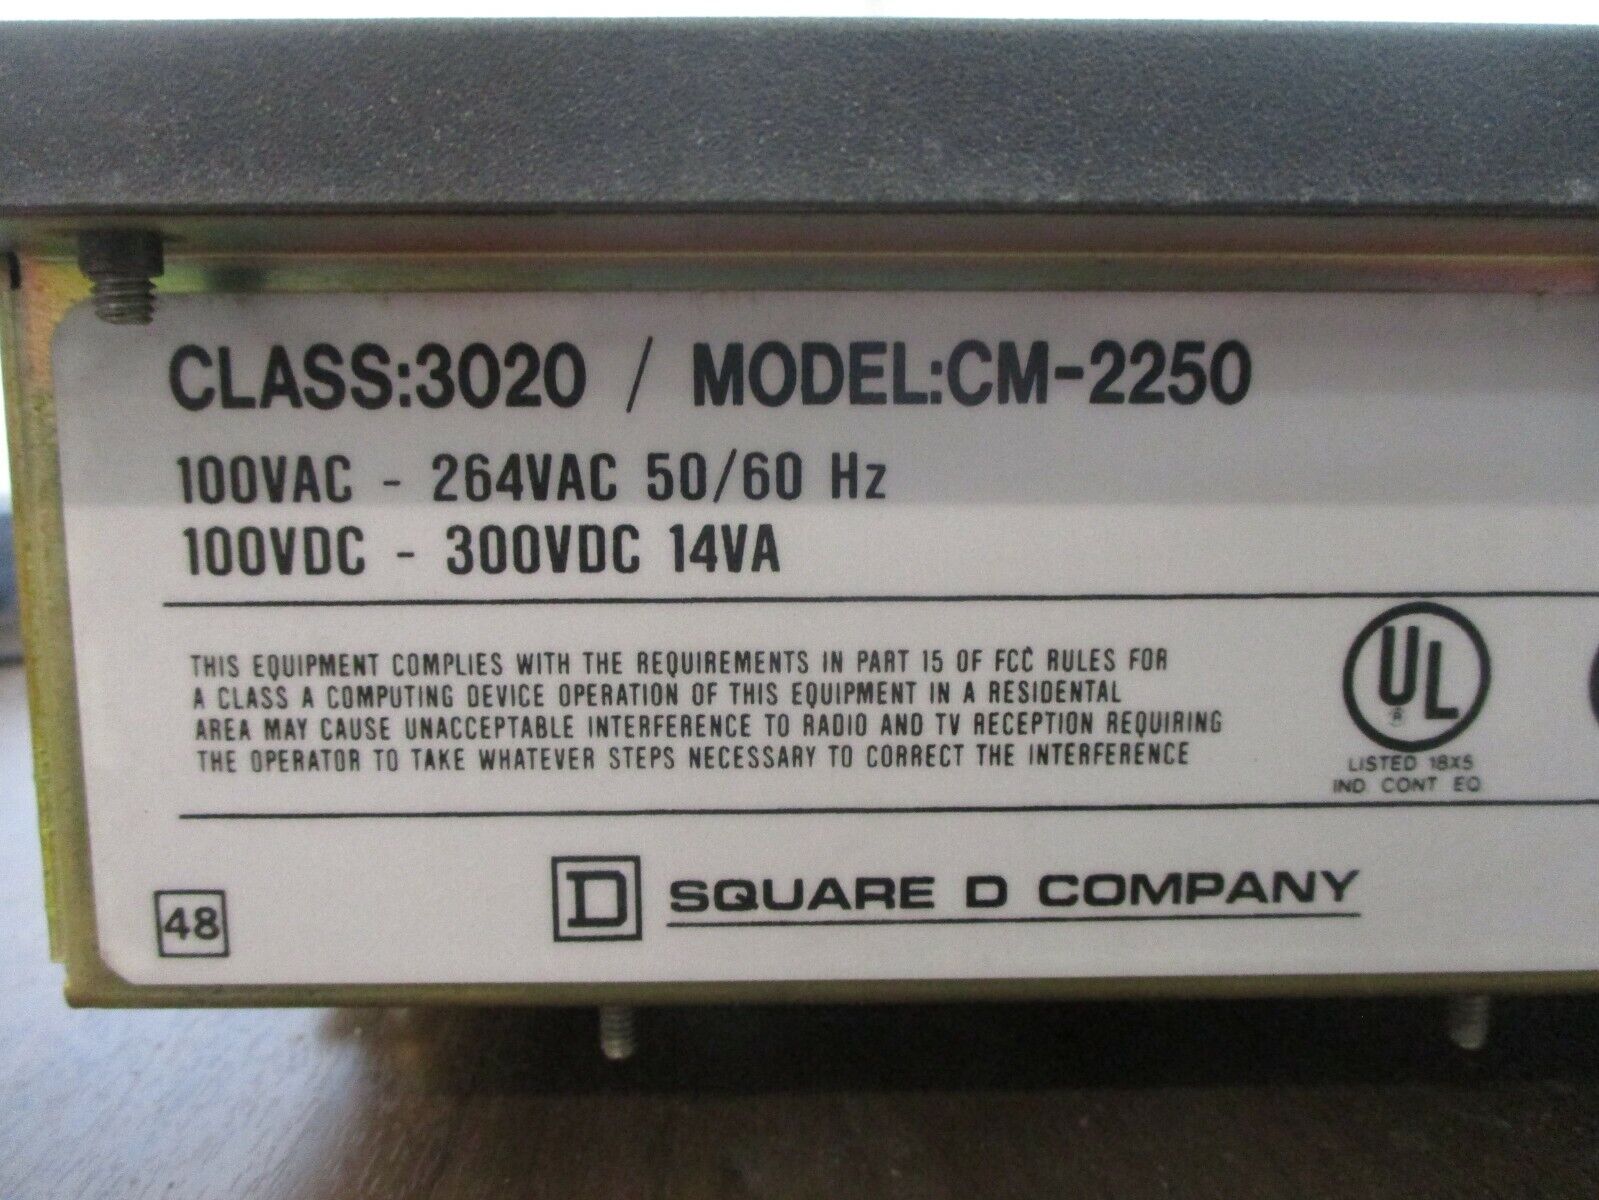 CLASS:3020 / MODEL:CM-2250
100VAC - 264VAC 50/60 Hz
100VDC - 300VDC 14VA
THIS EQUIPMENT COMPLIES WITH THE REQUIREMENTS IN PART 15 OF FCC RULES FOR
A CLASS A COMPUTING DEVICE OPERATION OF THIS EQUIPMENT IN A RESIDENTAL
AREA MAY CAUSE UNACCEPTABLE INTERFERENCE TO RADIO AND TV RECEPTION REQUIRING
THE OPERATOR TO TAKE WHATEVER STEPS NECESSARY TO CORRECT THE INTERFERENCE
UL
®
LISTED 18X5
IND CONT EQ
48
D SQUARE D COMPANY